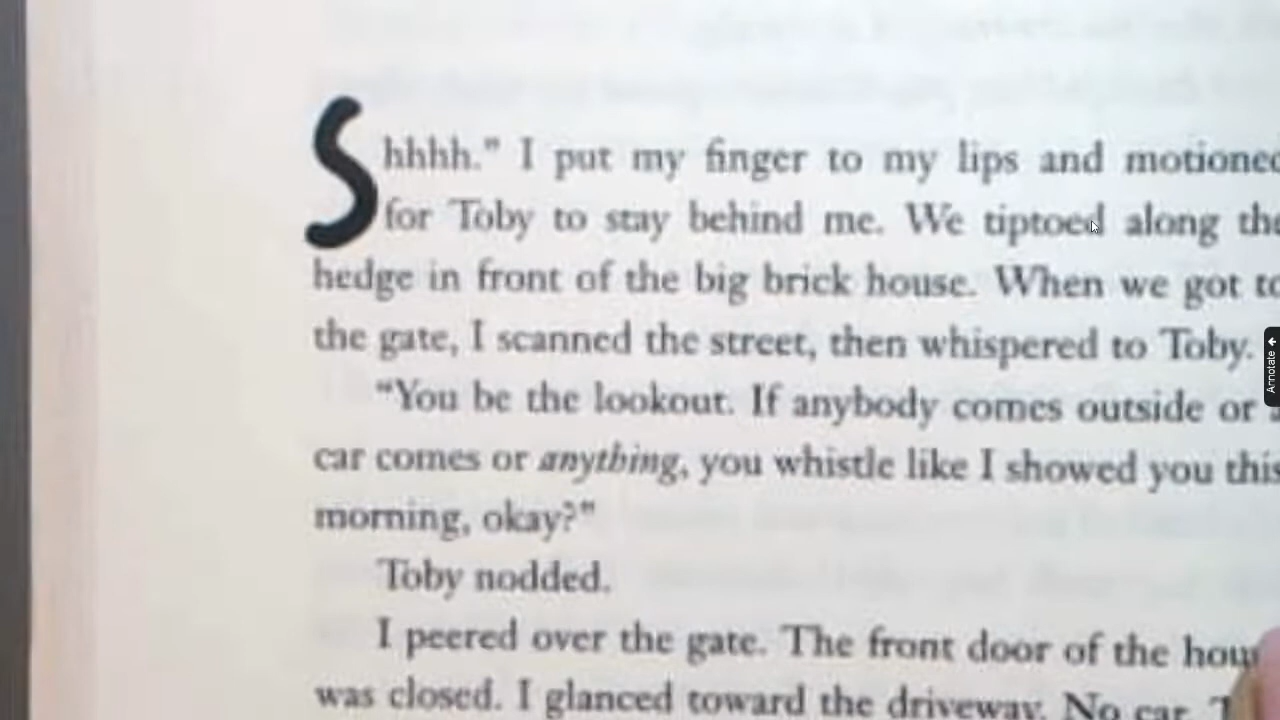 Shhhh." I put my finger to my lips and motioned
for Toby to stay behind me. We tiptoed along the
hedge in front of the big brick house. When we got to
the gate, I scanned the street, then whispered to Toby.
"You be the lookout. If anybody comes outside or
car comes or anything, you whistle like I showed you this
morning, okay?"
Toby nodded.
I peered over the gate. The front door of the
was closed. I glanced toward the driveway. No car.
Annotate